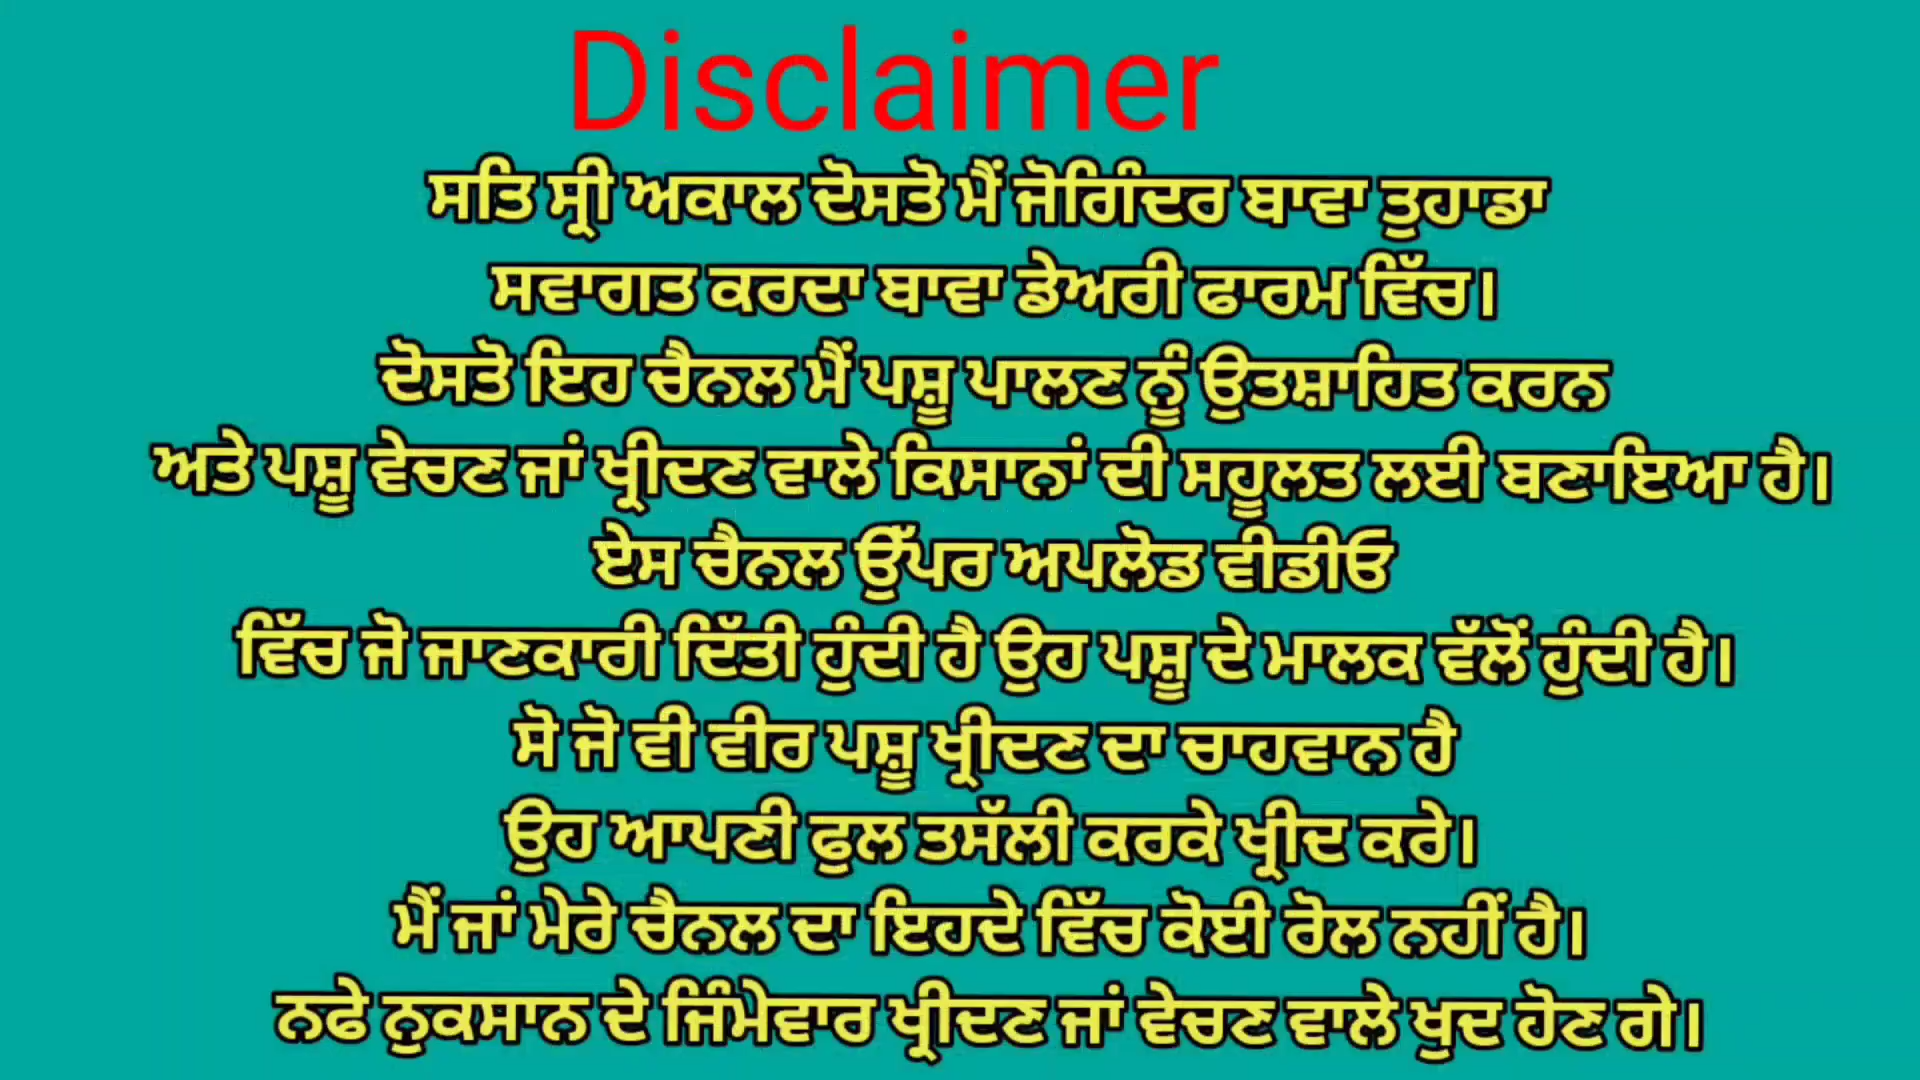 Disclaimer
ਸਤਿ ਸ੍ਰੀ ਅਕਾਲ ਦੋਸਤੋ ਮੈਂ ਜੋਗਿੰਦਰ ਬਾਵਾ ਤੁਹਾਡਾ
ਸਵਾਗਤ ਕਰਦਾ ਬਾਵਾ ਡੇਅਰੀ ਫਾਰਮ ਵਿੱਚ।
ਦੋਸਤੋ ਇਹ ਚੈਨਲ ਮੈਂ ਪਸ਼ੂ ਪਾਲਣ ਨੂੰ ਉਤਸ਼ਾਹਿਤ ਕਰਨ
ਅਤੇ ਪਸ਼ੂ ਵੇਚਣ ਜਾਂ ਖ੍ਰੀਦਣ ਵਾਲੇ ਕਿਸਾਨਾਂ ਦੀ ਸਹੂਲਤ ਲਈ ਬਣਾਇਆ ਹੈ।
ਏਸ ਚੈਨਲ ਉੱਪਰ ਅਪਲੋਡ ਵੀਡੀਓ
ਵਿੱਚ ਜੋ ਜਾਣਕਾਰੀ ਦਿੱਤੀ ਹੁੰਦੀ ਹੈ ਉਹ ਪਸ਼ੂ ਦੇ ਮਾਲਕ ਵੱਲੋਂ ਹੁੰਦੀ ਹੈ।
ਸੋ ਜੋ ਵੀ ਵੀਰ ਪਸ਼ੂ ਖ੍ਰੀਦਣ ਦਾ ਚਾਹਵਾਨ ਹੈ
ਉਹ ਆਪਣੀ ਫੁਲ ਤਸੱਲੀ ਕਰਕੇ ਖ੍ਰੀਦ ਕਰੇ।
ਮੈਂ ਜਾਂ ਮੇਰੇ ਚੈਨਲ ਦਾ ਇਹਦੇ ਵਿੱਚ ਕੋਈ ਰੋਲ ਨਹੀਂ ਹੈ।
ਨਫੇ ਨੁਕਸਾਨ ਦੇ ਜਿੰਮੇਵਾਰ ਖ੍ਰੀਦਣ ਜਾਂ ਵੇਚਣ ਵਾਲੇ ਖੁਦ ਹੋਣ ਗੇ।